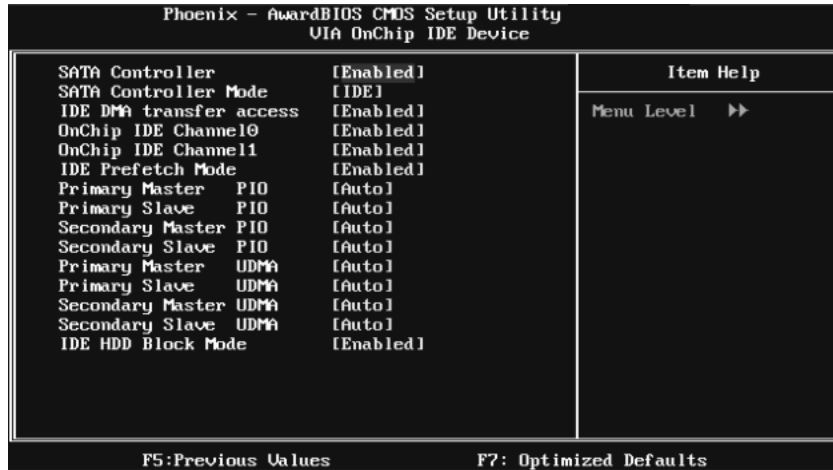 Phoenix - AwardBIOS CMOS Setup Utility
VIA OnChip IDE Device
SATA Controller [Enabled]
SATA Controller Mode [IDE]
IDE DMA transfer access [Enabled]
OnChip IDE Channel0 [Enabled]
OnChip IDE Channel1 [Enabled]
IDE Prefetch Mode [Enabled]
Primary Master PIO [Auto]
Primary Slave PIO [Auto]
Secondary Master PIO [Auto]
Secondary Slave PIO [Auto]
Primary Master UDMA [Auto]
Primary Slave UDMA [Auto]
Secondary Master UDMA [Auto]
Secondary Slave UDMA [Auto]
IDE HDD Block Mode [Enabled]
Item Help
Menu Level
F5:Previous Values F7: Optimized Defaults